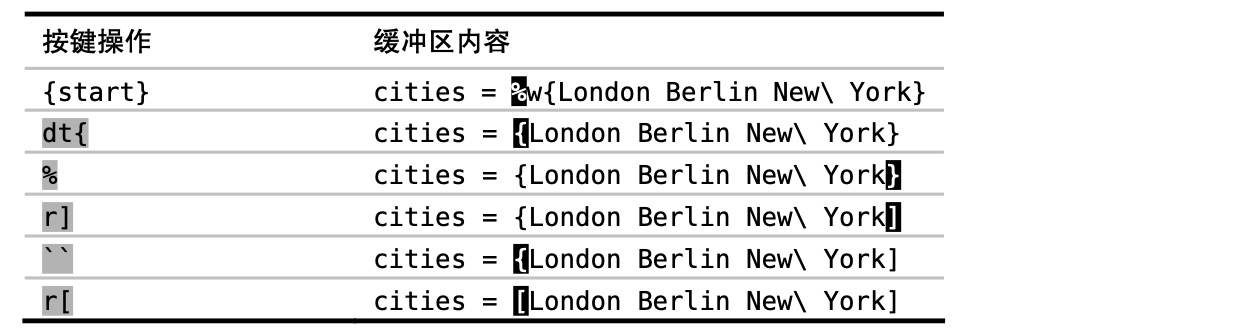 按键操作 缓冲区内容
{start} cities = %w{London Berlin New\ York}
dt{ cities = {London Berlin New\ York}
% cities = {London Berlin New\ York}
r] cities = {London Berlin New\ York]
`` cities = {London Berlin New\ York]
r[ cities = [London Berlin New\ York]